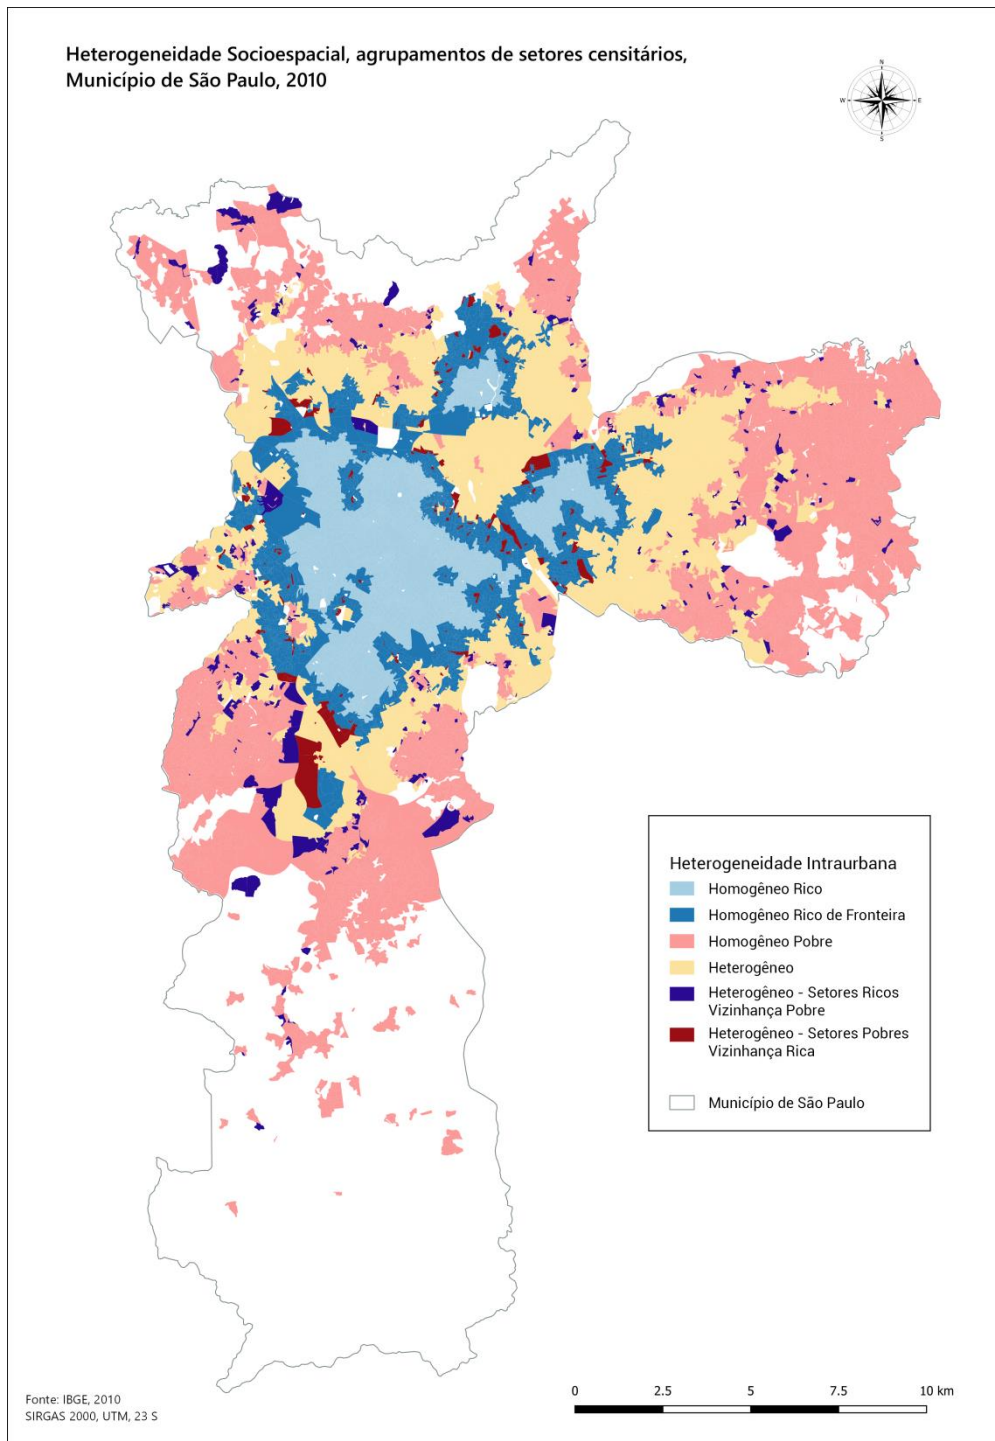 Heterogeneidade Socioespacial, agrupamentos de setores censitários,
Município de São Paulo, 2010
N
W
E
S
Heterogeneidade Intraurbana
Homogêneo Rico
Homogêneo Rico de Fronteira
Homogêneo Pobre
Heterogêneo
Heterogêneo - Setores Ricos
Vizinhança Pobre
Heterogêneo - Setores Pobres
Vizinhança Rica
Município de São Paulo
Fonte: IBGE, 2010
SIRGAS 2000, UTM, 23 S
0 2.5 5 7.5 10 km